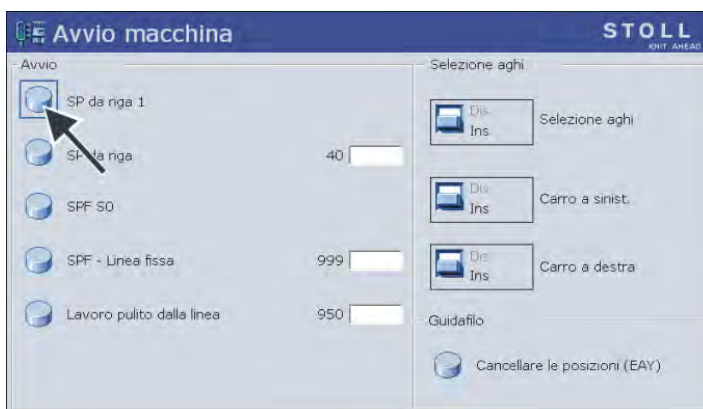 Avvio macchina
STOLL
KNIT AHEAD
Avvio
SP da riga 1
SP da riga 40
SPF S0
SPF - Linea fissa 999
Lavoro pulito dalla linea 950
Selezione aghi
Dis.
Ins
Selezione aghi
Dis.
Ins
Carro a sinist.
Dis.
Ins
Carro a destra
Guidafilo
Cancellare le posizioni (EAY)